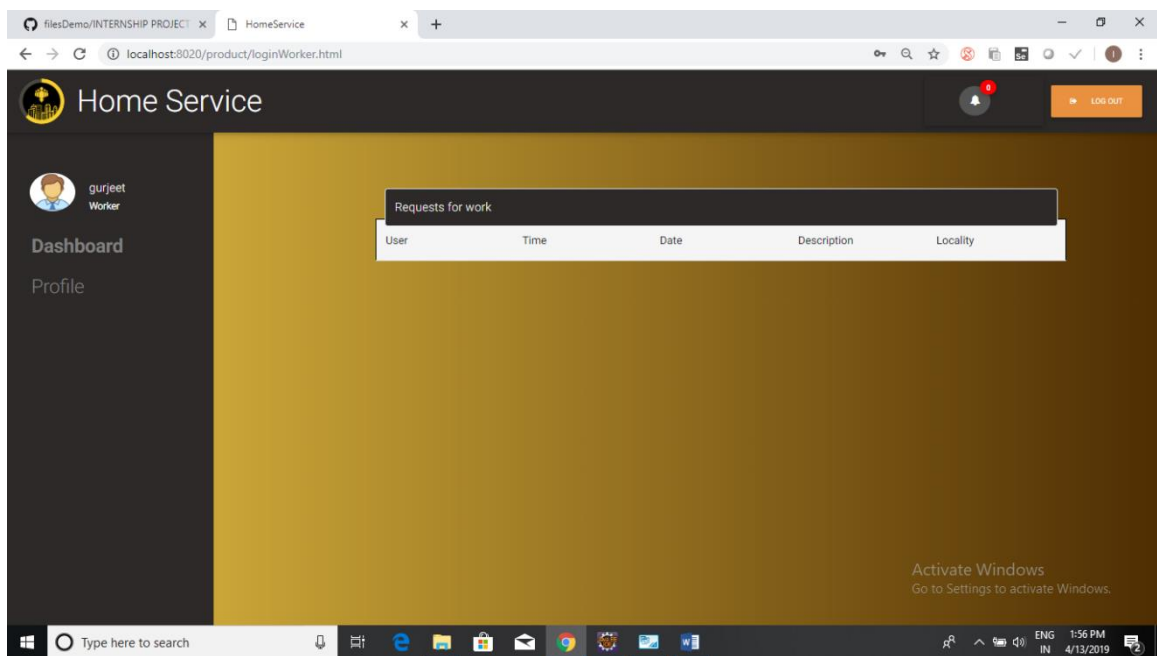 filesDemo/INTERNSHIP PROJECT
HomeService
localhost:8020/product/loginWorker.html
Se
I
Home Service
0
LOG OUT
gurjeet
Worker
Dashboard
Profile
Requests for work
User Time Date Description Locality
Activate Windows
Go to Settings to activate Windows.
Type here to search
ENG
IN
1:56 PM
4/13/2019
2